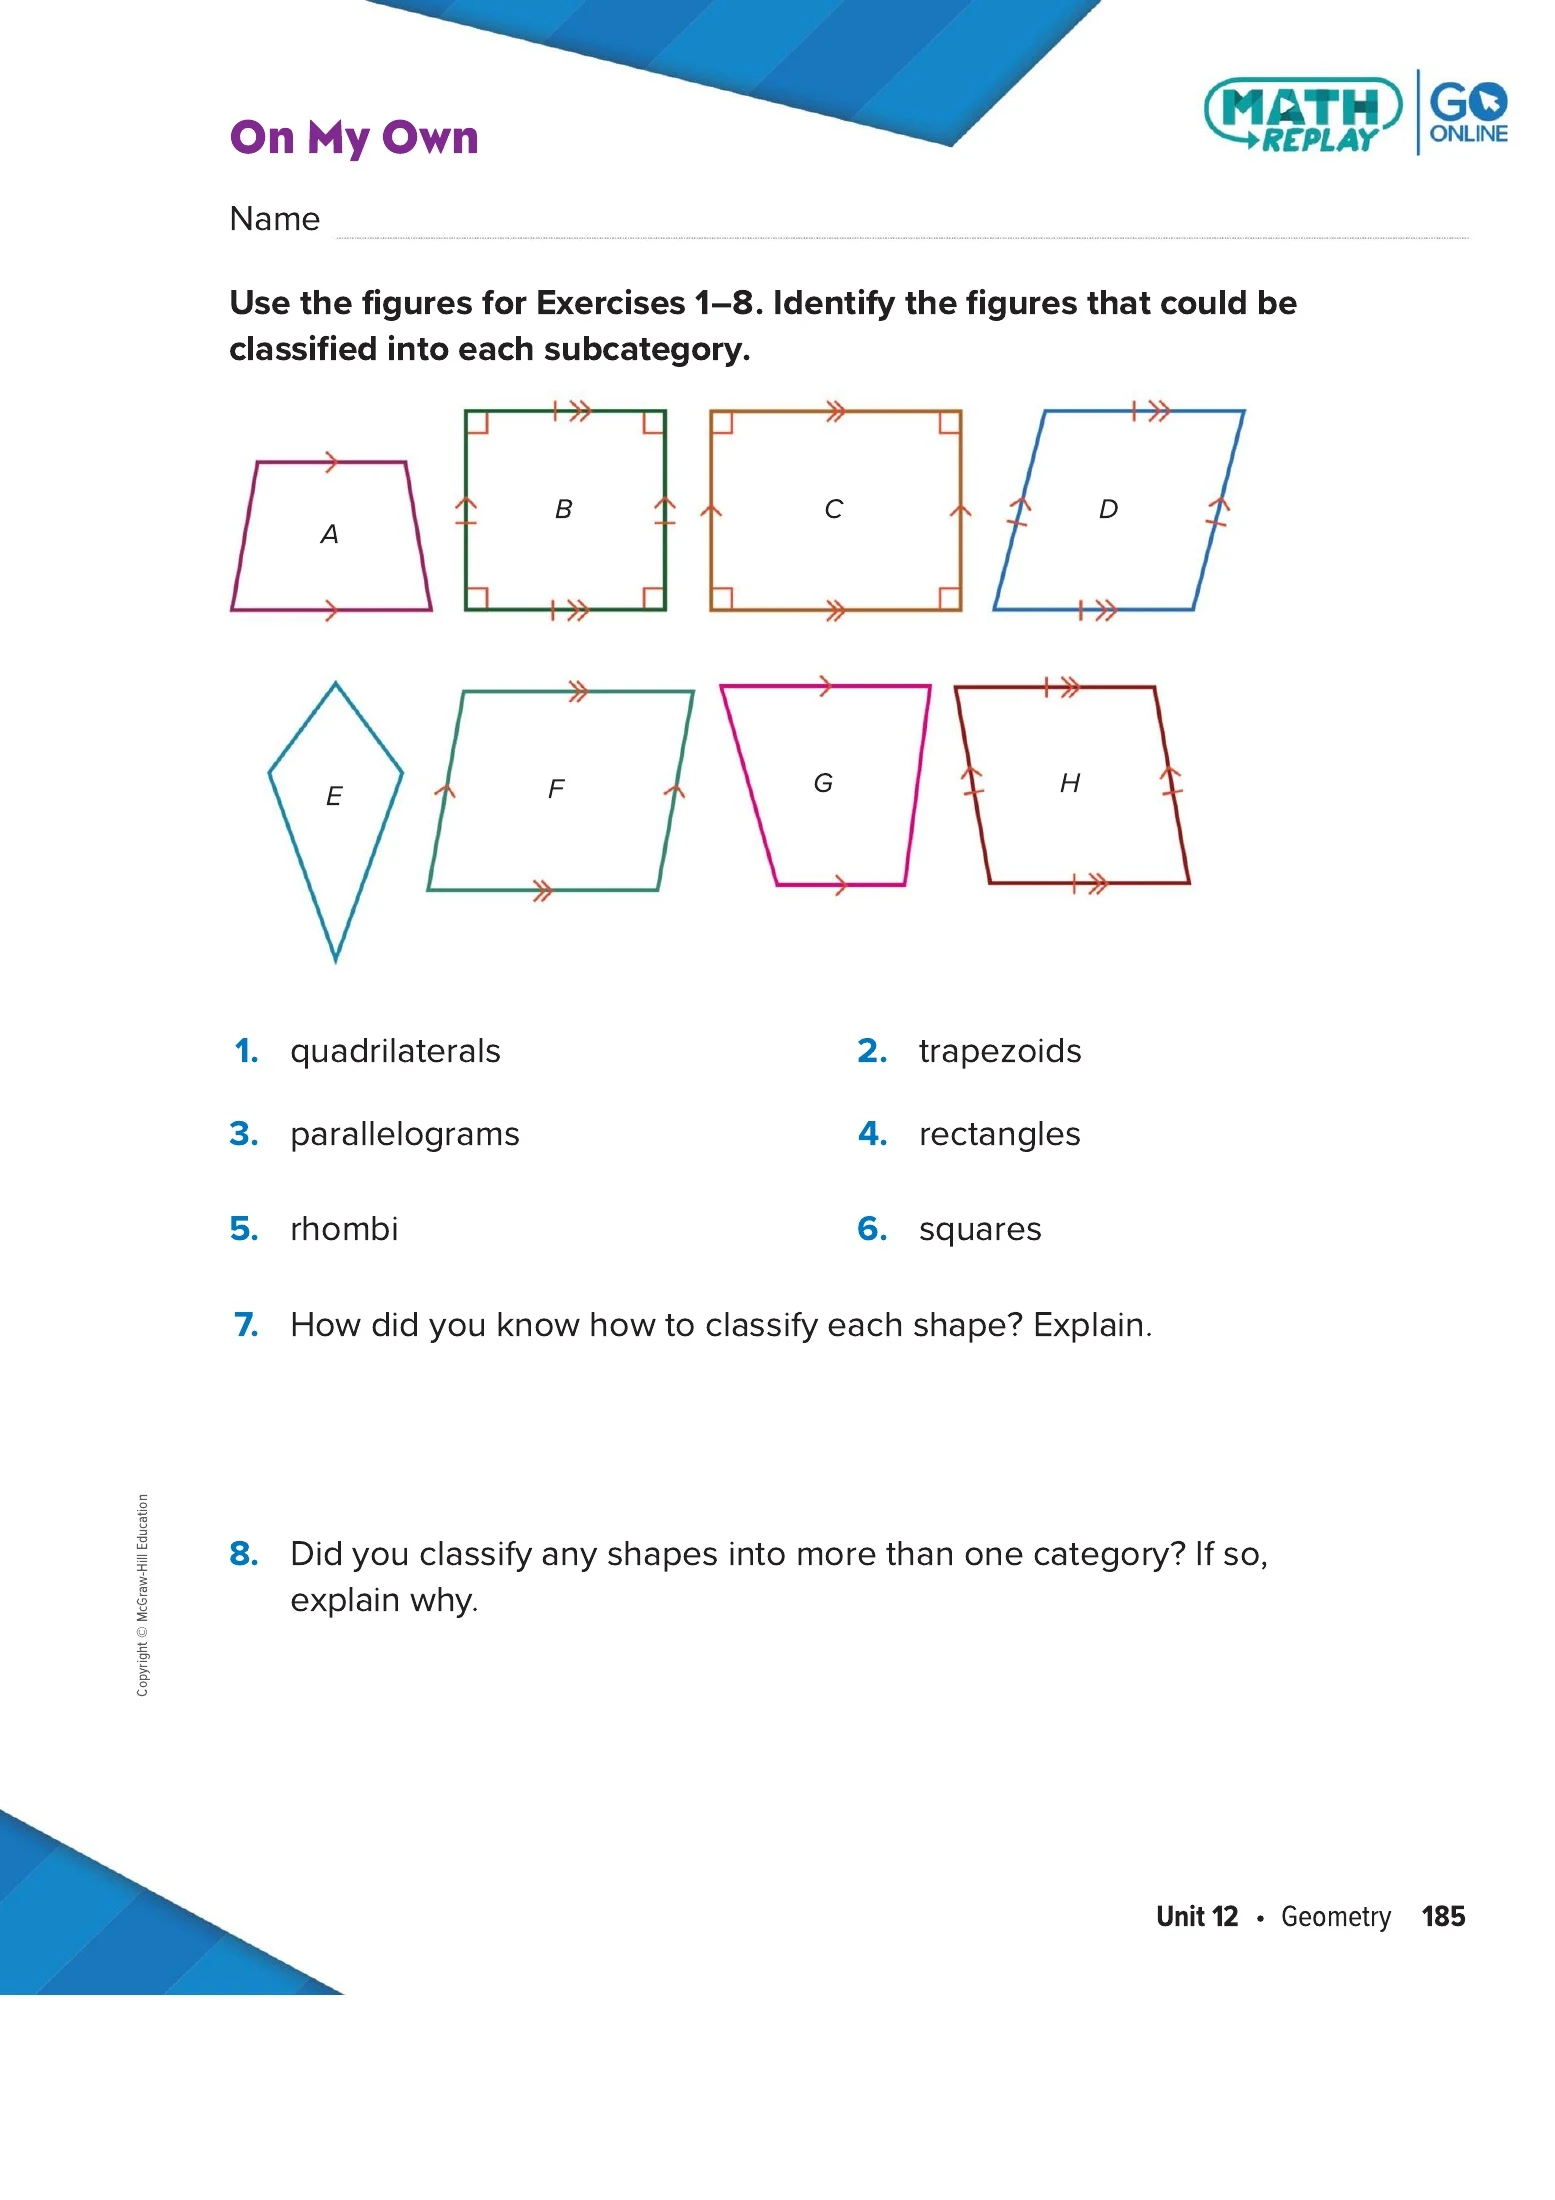 MATH REPLAY
GO ONLINE
On My Own
Name
Use the figures for Exercises 1–8. Identify the figures that could be
classified into each subcategory.
A
B
C
D
E
F
G
H
1. quadrilaterals
2. trapezoids
3. parallelograms
4. rectangles
5. rhombi
6. squares
7. How did you know how to classify each shape? Explain.
8. Did you classify any shapes into more than one category? If so,
explain why.
Copyright © McGraw-Hill Education
Unit 12 • Geometry 185